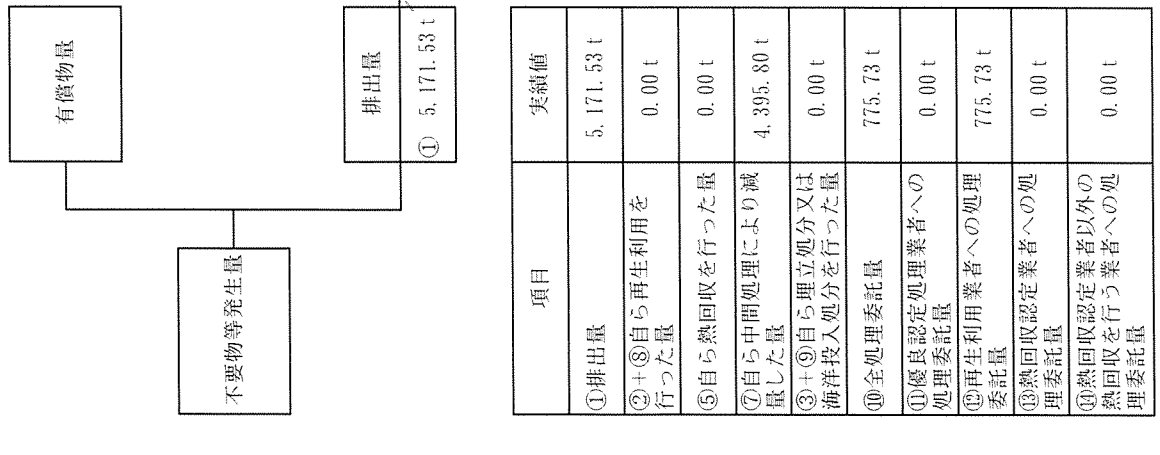 不要物等発生量
有償物量
排出量
① 5,171.53 t
項目
実績値
①排出量
5,171.53 t
②+⑧自ら再生利用を
行った量
0.00 t
⑤自ら熱回収を行った量
0.00 t
⑦自ら中間処理により減
量した量
4,395.80 t
③+⑨自ら埋立処分又は
海洋投入処分を行った量
0.00 t
⑩全処理委託量
775.73 t
⑪優良認定処理業者への
処理委託量
0.00 t
⑫再生利用業者への処理
委託量
775.73 t
⑬熱回収認定業者への処
理委託量
0.00 t
⑭熱回収認定業者以外の
熱回収を行う業者への処
理委託量
0.00 t